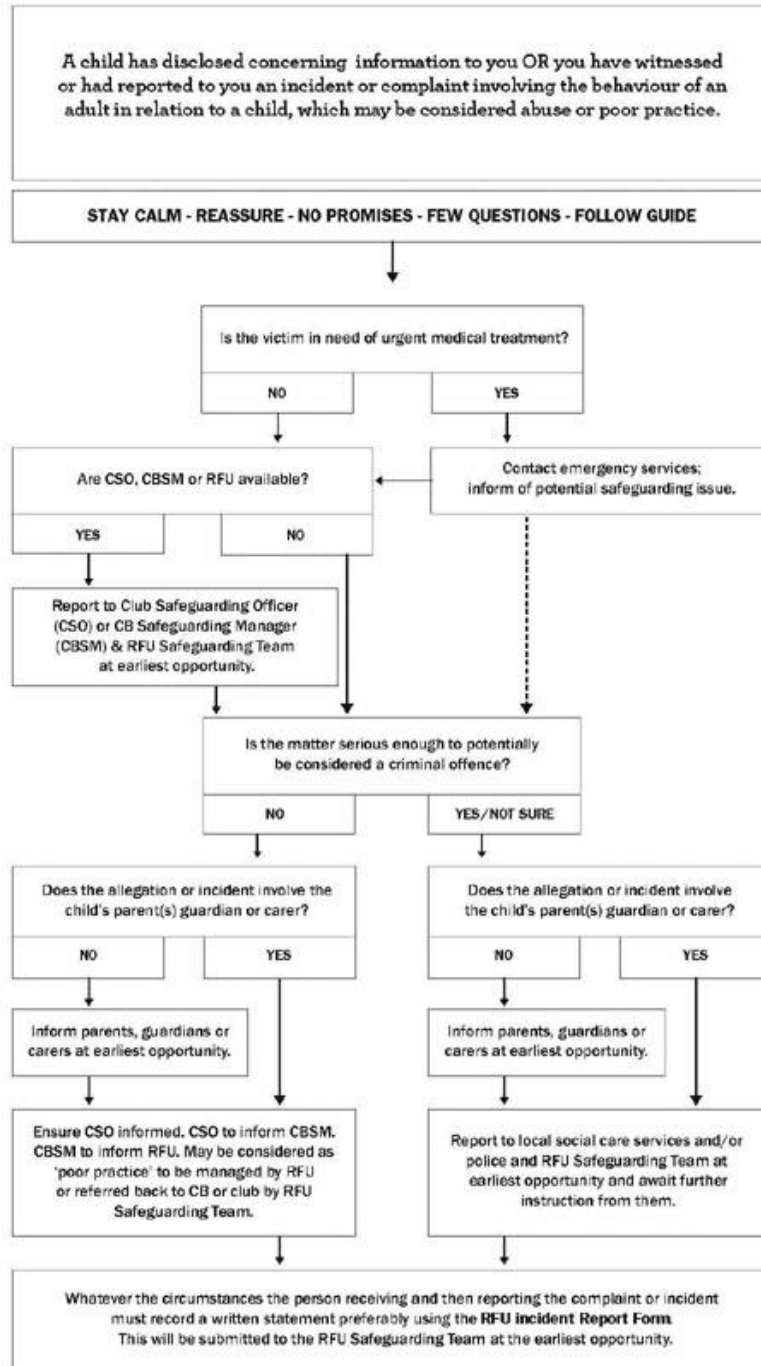 A child has disclosed concerning information to you OR you have witnessed
or had reported to you an incident or complaint involving the behaviour of an
adult in relation to a child, which may be considered abuse or poor practice.
STAY CALM - REASSURE - NO PROMISES - FEW QUESTIONS - FOLLOW GUIDE
Is the victim in need of urgent medical treatment?
NO
YES
Are CSO, CBSM or RFU available?
Contact emergency services;
inform of potential safeguarding issue.
YES
NO
Report to Club Safeguarding Officer
(CSO) or CB Safeguarding Manager
(CBSM) & RFU Safeguarding Team
at earliest opportunity.
Is the matter serious enough to potentially
be considered a criminal offence?
NO
YES/NOT SURE
Does the allegation or incident involve the
child's parent(s) guardian or carer?
NO
YES
Does the allegation or incident involve
the child's parent(s) guardian or carer?
NO
YES
Inform parents, guardians or
carers at earliest opportunity.
Inform parents, guardians or
carers at earliest opportunity.
Ensure CSO informed. CSO to inform CBSM.
CBSM to inform RFU. May be considered as
'poor practice' to be managed by RFU
or referred back to CB or club by RFU
Safeguarding Team.
Report to local social care services and/or
police and RFU Safeguarding Team at
earliest opportunity and await further
instruction from them.
Whatever the circumstances the person receiving and then reporting the complaint or incident
must record a written statement preferably using the RFU incident Report Form.
This will be submitted to the RFU Safeguarding Team at the earliest opportunity.